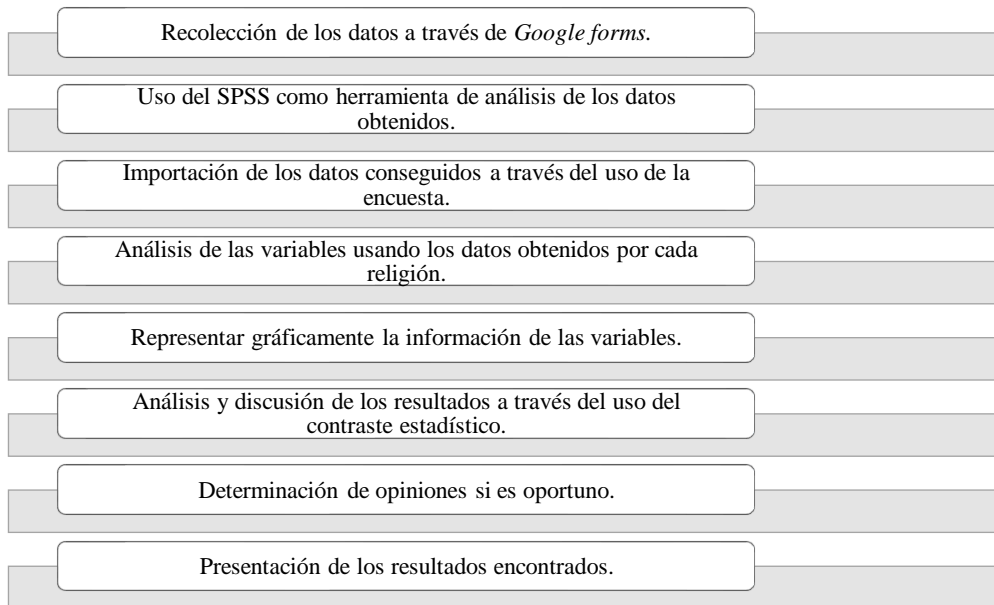 Recolección de los datos a través de Google forms.
Uso del SPSS como herramienta de análisis de los datos
obtenidos.
Importación de los datos conseguidos a través del uso de la
encuesta.
Análisis de las variables usando los datos obtenidos por cada
religión.
Representar gráficamente la información de las variables.
Análisis y discusión de los resultados a través del uso del
contraste estadístico.
Determinación de opiniones si es oportuno.
Presentación de los resultados encontrados.